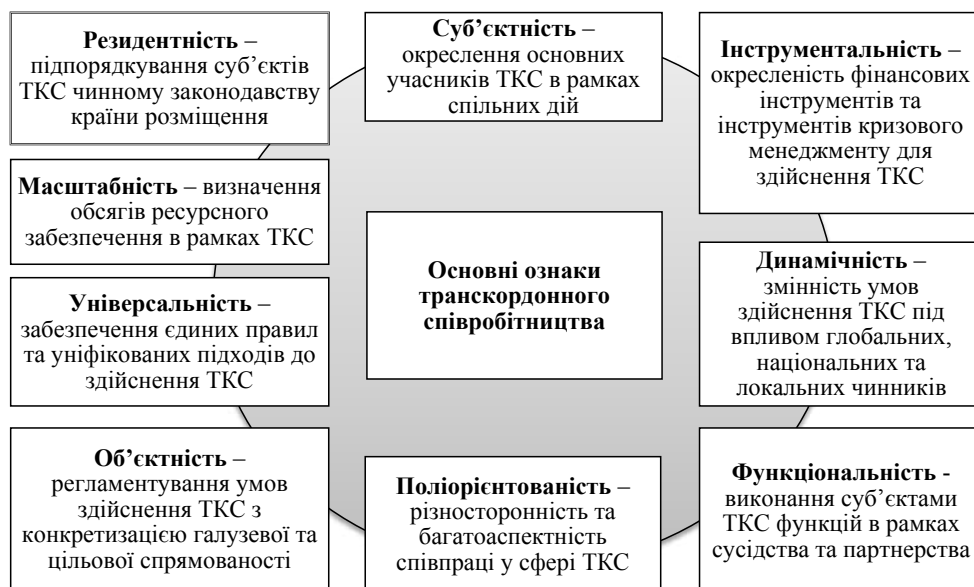 Резидентність –
підпорядкування суб’єктів
ТКС чинному законодавству
країни розміщення
Суб’єктність –
окреслення основних
учасників ТКС в рамках
спільних дій
Інструментальність –
окресленість фінансових
інструментів та
інструментів кризового
менеджменту для
здійснення ТКС
Масштабність – визначення
обсягів ресурсного
забезпечення в рамках ТКС
Основні ознаки
транскордонного
співробітництва
Динамічність –
змінність умов
здійснення ТКС під
впливом глобальних,
національних та
локальних чинників
Універсальність –
забезпечення єдиних правил
та уніфікованих підходів до
здійснення ТКС
Об’єктність –
регламентування умов
здійснення ТКС з
конкретизацією галузевої та
цільової спрямованості
Поліорієнтованість –
різносторонність та
багатоаспектність
співпраці у сфері ТКС
Функціональність -
виконання суб’єктами
ТКС функцій в рамках
сусідства та партнерства